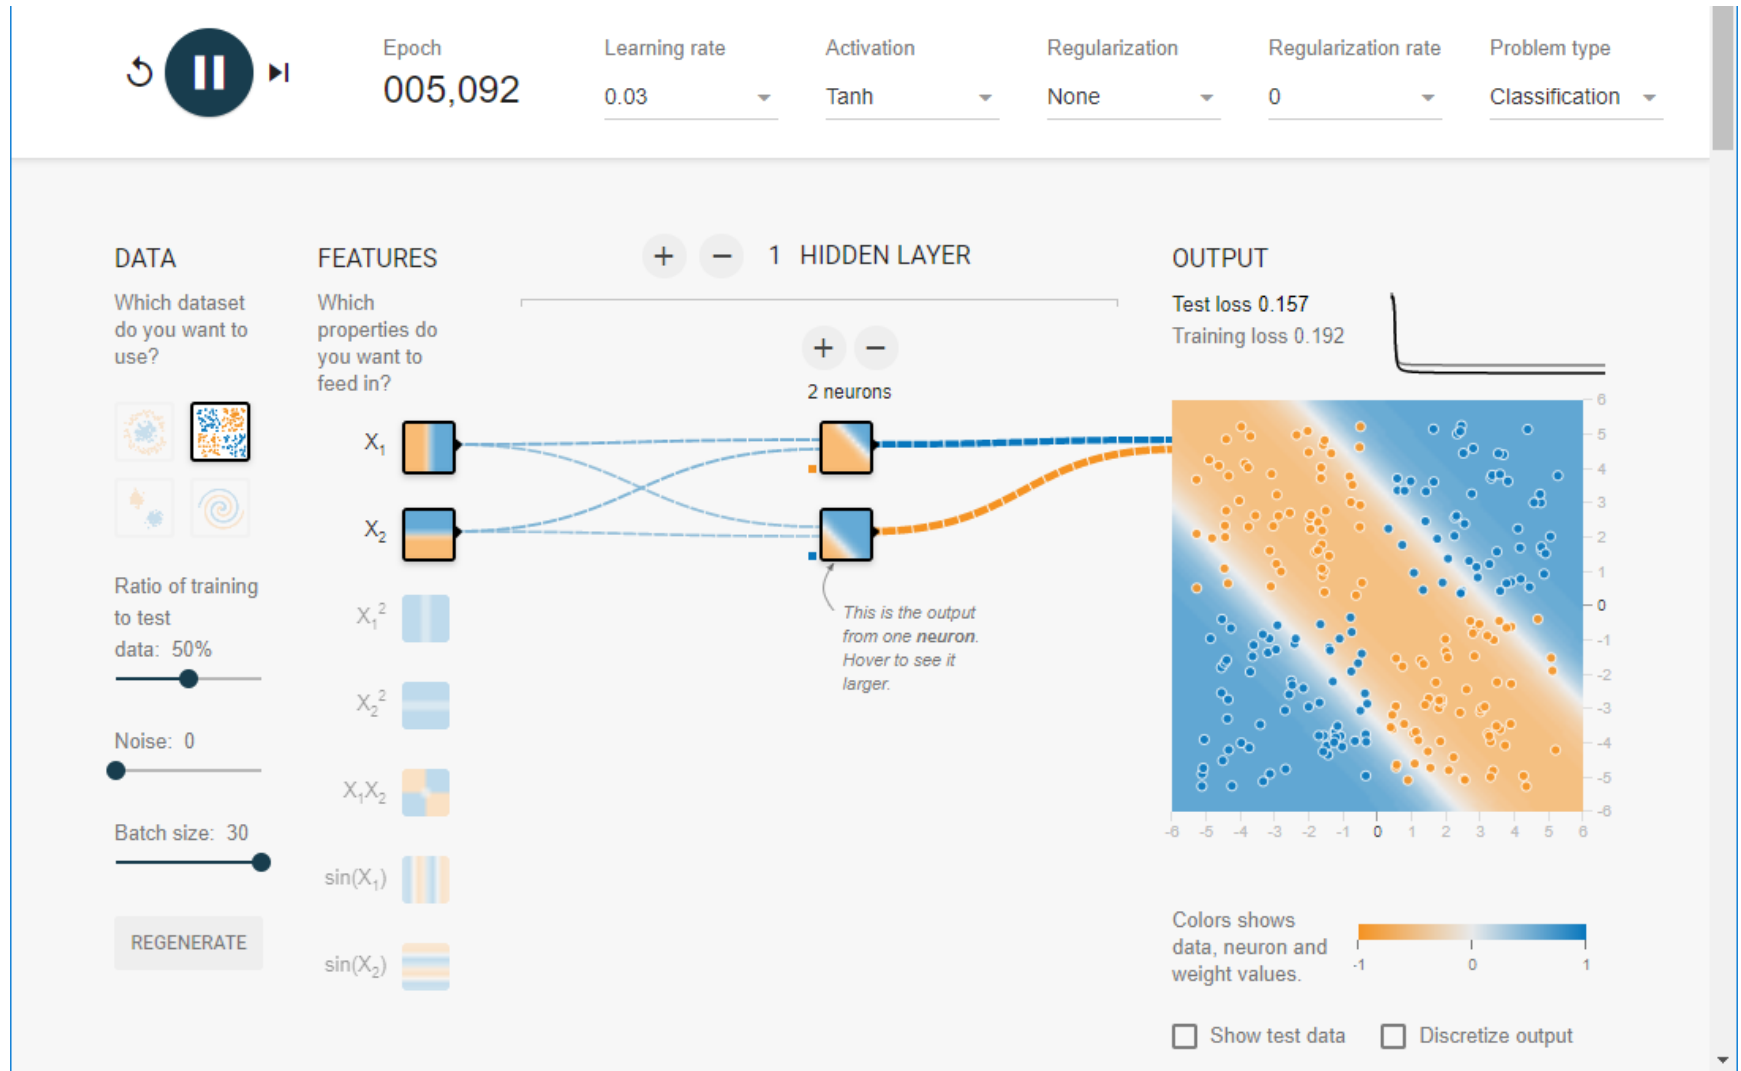 Epoch
005,092
Learning rate
0.03
Activation
Tanh
Regularization
None
Regularization rate
0
Problem type
Classification
DATA
Which dataset
do you want to
use?
Ratio of training
to test
data: 50%
Noise: 0
Batch size: 30
REGENERATE
FEATURES
Which
properties do
you want to
feed in?
X₁
X₂
X₁²
X₂²
X₁X₂
sin(X₁)
sin(X₂)
+ − 1 HIDDEN LAYER
+ −
2 neurons
This is the output
from one neuron.
Hover to see it
larger.
OUTPUT
Test loss 0.157
Training loss 0.192
6
5
4
3
2
1
0
-1
-2
-3
-4
-5
-6
-6 -5 -4 -3 -2 -1 0 1 2 3 4 5 6
Colors shows
data, neuron and
weight values.
-1 0 1
Show test data
Discretize output